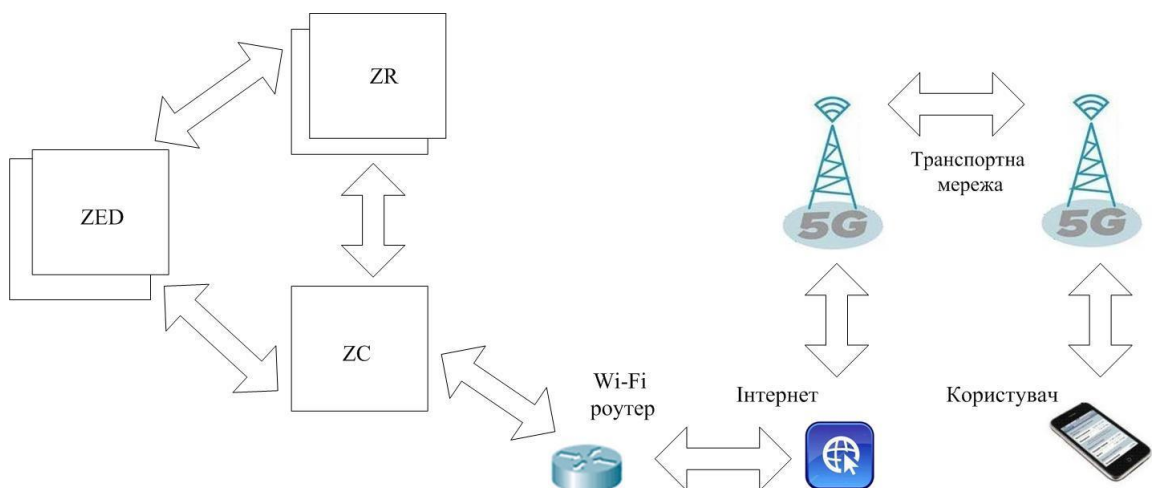 ZR
ZED
ZC
Транспортна
мережа
5G
5G
Wi-Fi
роутер
Інтернет
Користувач